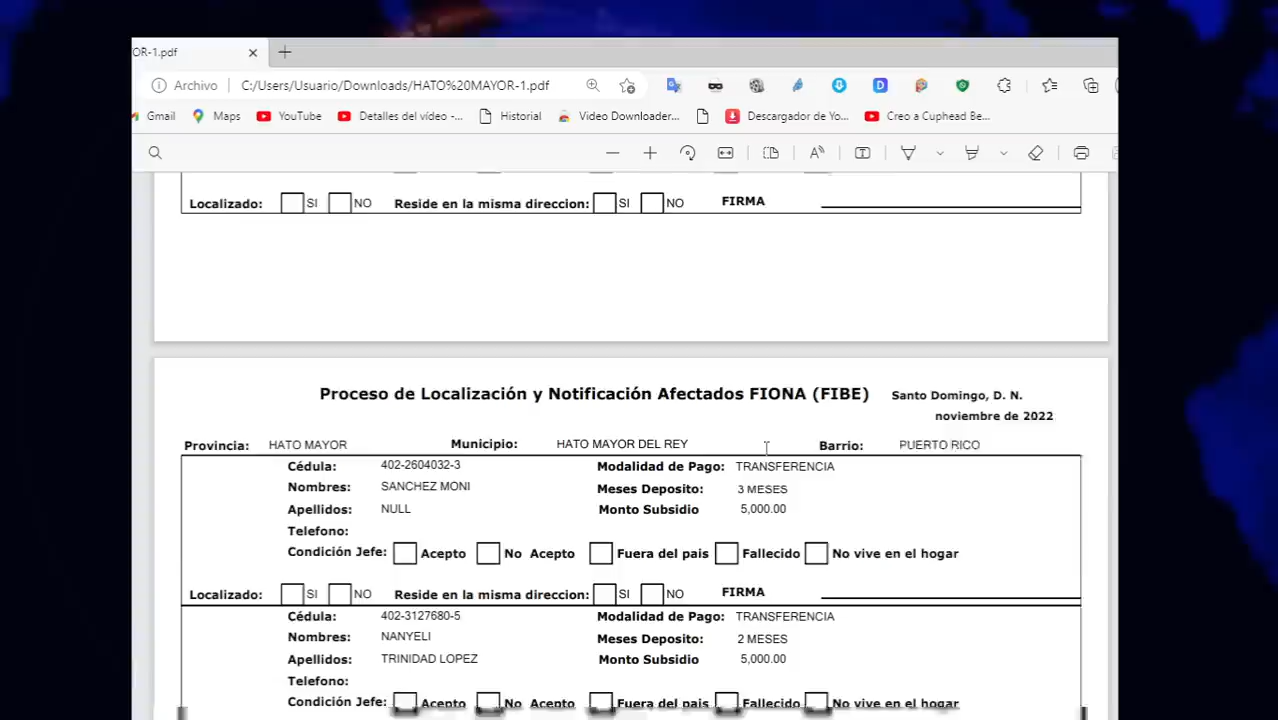 OR-1.pdf
Archivo C:/Users/Usuario/Downloads/HATO%20MAYOR-1.pdf
Gmail Maps YouTube Detalles del vídeo -... Historial Video Downloader... Descargador de Yo... Creo a Cuphead Be...
Localizado: SI NO Reside en la misma direccion: SI NO FIRMA
Proceso de Localización y Notificación Afectados FIONA (FIBE) Santo Domingo, D. N.
noviembre de 2022
Provincia: HATO MAYOR Municipio: HATO MAYOR DEL REY Barrio: PUERTO RICO
Cédula: 402-2604032-3 Modalidad de Pago: TRANSFERENCIA
Nombres: SANCHEZ MONI Meses Deposito: 3 MESES
Apellidos: NULL Monto Subsidio 5,000.00
Telefono:
Condición Jefe: Acepto No Acepto Fuera del pais Fallecido No vive en el hogar
Localizado: SI NO Reside en la misma direccion: SI NO FIRMA
Cédula: 402-3127680-5 Modalidad de Pago: TRANSFERENCIA
Nombres: NANYELI Meses Deposito: 2 MESES
Apellidos: TRINIDAD LOPEZ Monto Subsidio 5,000.00
Telefono:
Condición Jefe: Acepto No Acepto Fuera del pais Fallecido No vive en el hogar